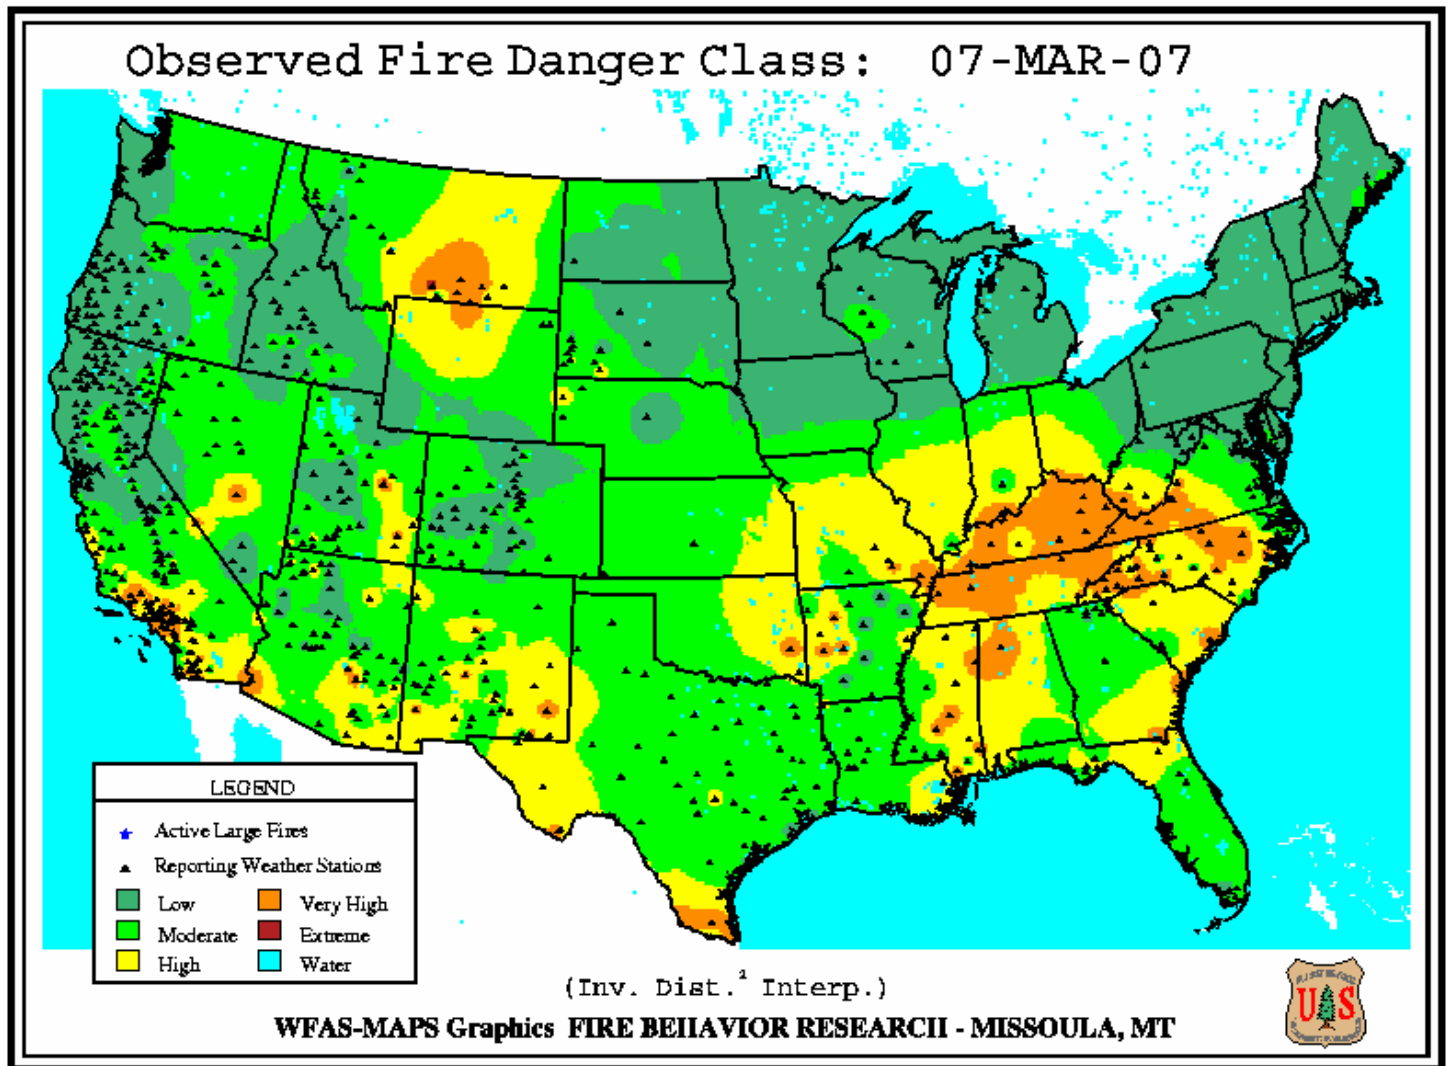 Observed Fire Danger Class: 07-MAR-07
LEGEND
Active Large Fires
Reporting Weather Stations
Low
Very High
Moderate
Extreme
High
Water
(Inv. Dist.² Interp.)
WFAS-MAPS Graphics FIRE BEHAVIOR RESEARCH - MISSOULA, MT
US